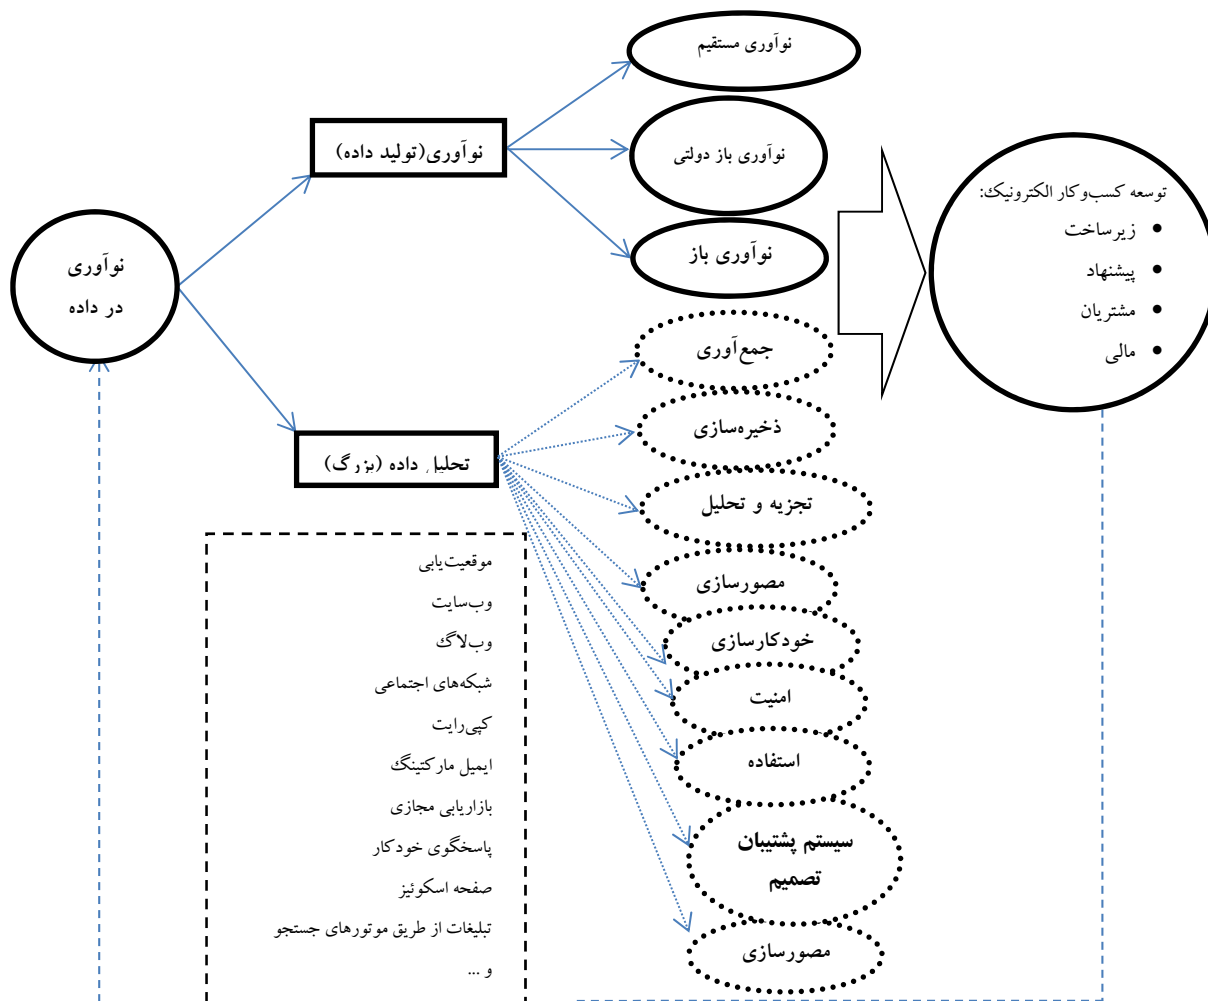 نوآوری مستقیم
نوآوری(تولید داده)
نوآوری باز دولتی
نوآوری باز
توسعه کسب‌وکار الکترونیک:
• زیرساخت
• پیشنهاد
• مشتریان
• مالی
نوآوری
در داده
جمع‌آوری
ذخیره‌سازی
تحلیل داده (بزرگ)
تجزیه و تحلیل
مصورسازی
خودکارسازی
امنیت
استفاده
سیستم پشتیبان
تصمیم
مصورسازی
موقعیت‌یابی
وب‌سایت
وب‌لاگ
شبکه‌های اجتماعی
کپی‌رایت
ایمیل مارکتینگ
بازاریابی مجازی
پاسخگوی خودکار
صفحه اسکوئیز
تبلیغات از طریق موتورهای جستجو
و ...